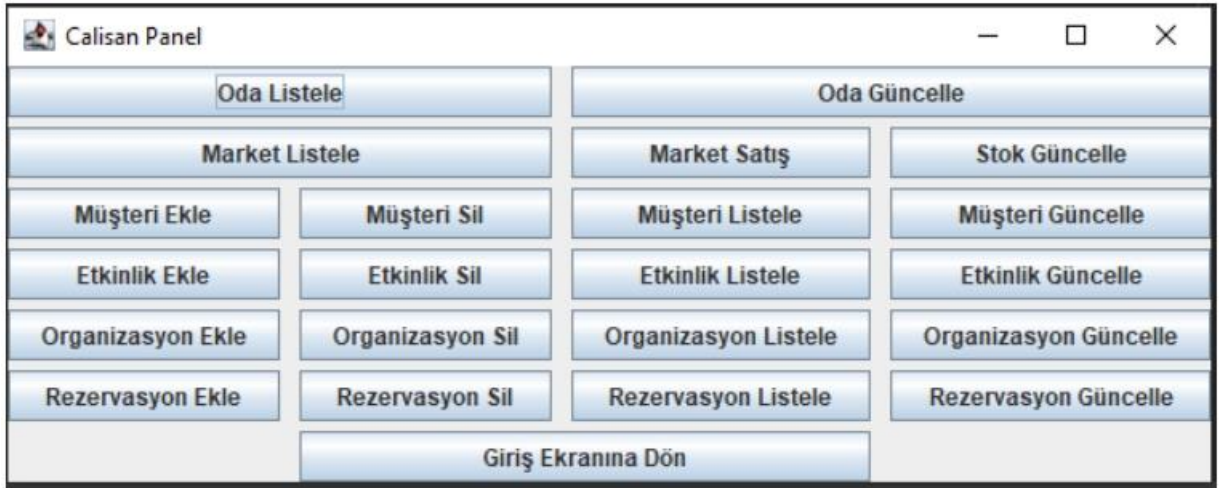 Calisan Panel
Oda Listele Oda Güncelle
Market Listele Market Satış Stok Güncelle
Müşteri Ekle Müşteri Sil Müşteri Listele Müşteri Güncelle
Etkinlik Ekle Etkinlik Sil Etkinlik Listele Etkinlik Güncelle
Organizasyon Ekle Organizasyon Sil Organizasyon Listele Organizasyon Güncelle
Rezervasyon Ekle Rezervasyon Sil Rezervasyon Listele Rezervasyon Güncelle
Giriş Ekranına Dön